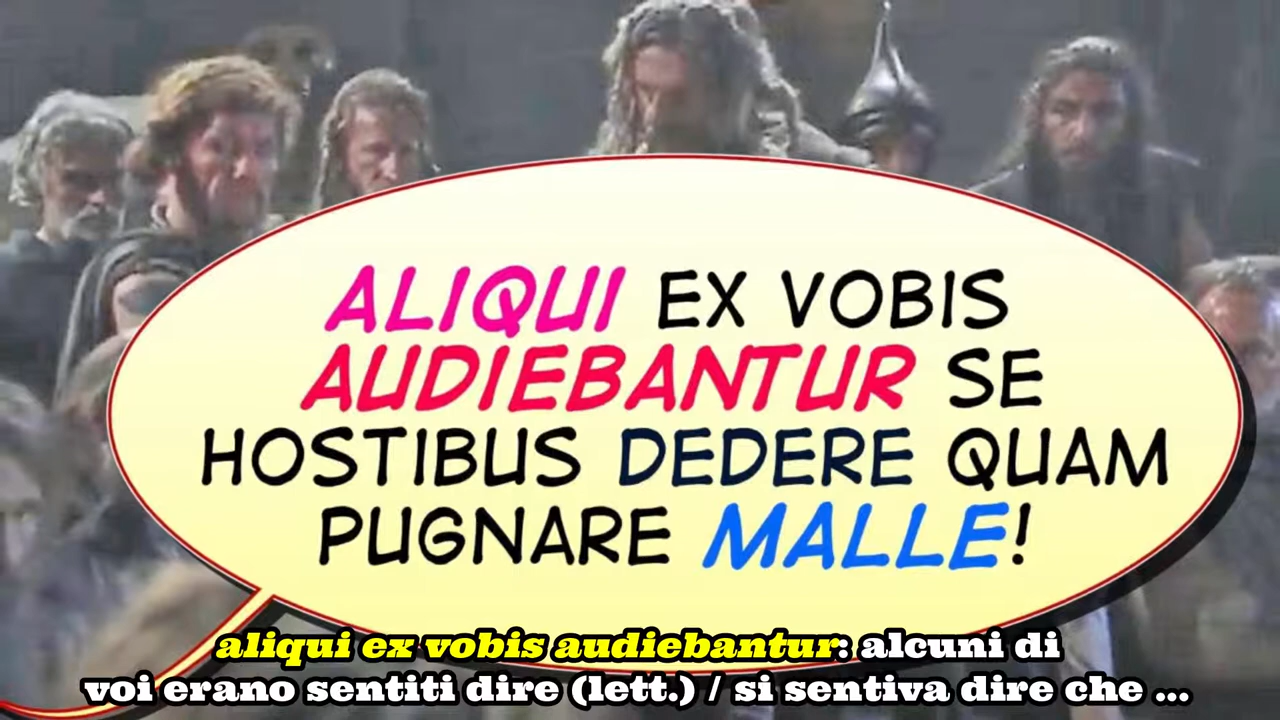 ALIQUI EX VOBIS
AUDIEBANTUR SE
HOSTIBUS DEDERE QUAM
PUGNARE MALLE!
aliqui ex vobis audiebantur: alcuni di
voi erano sentiti dire (lett.) / si sentiva dire che ...